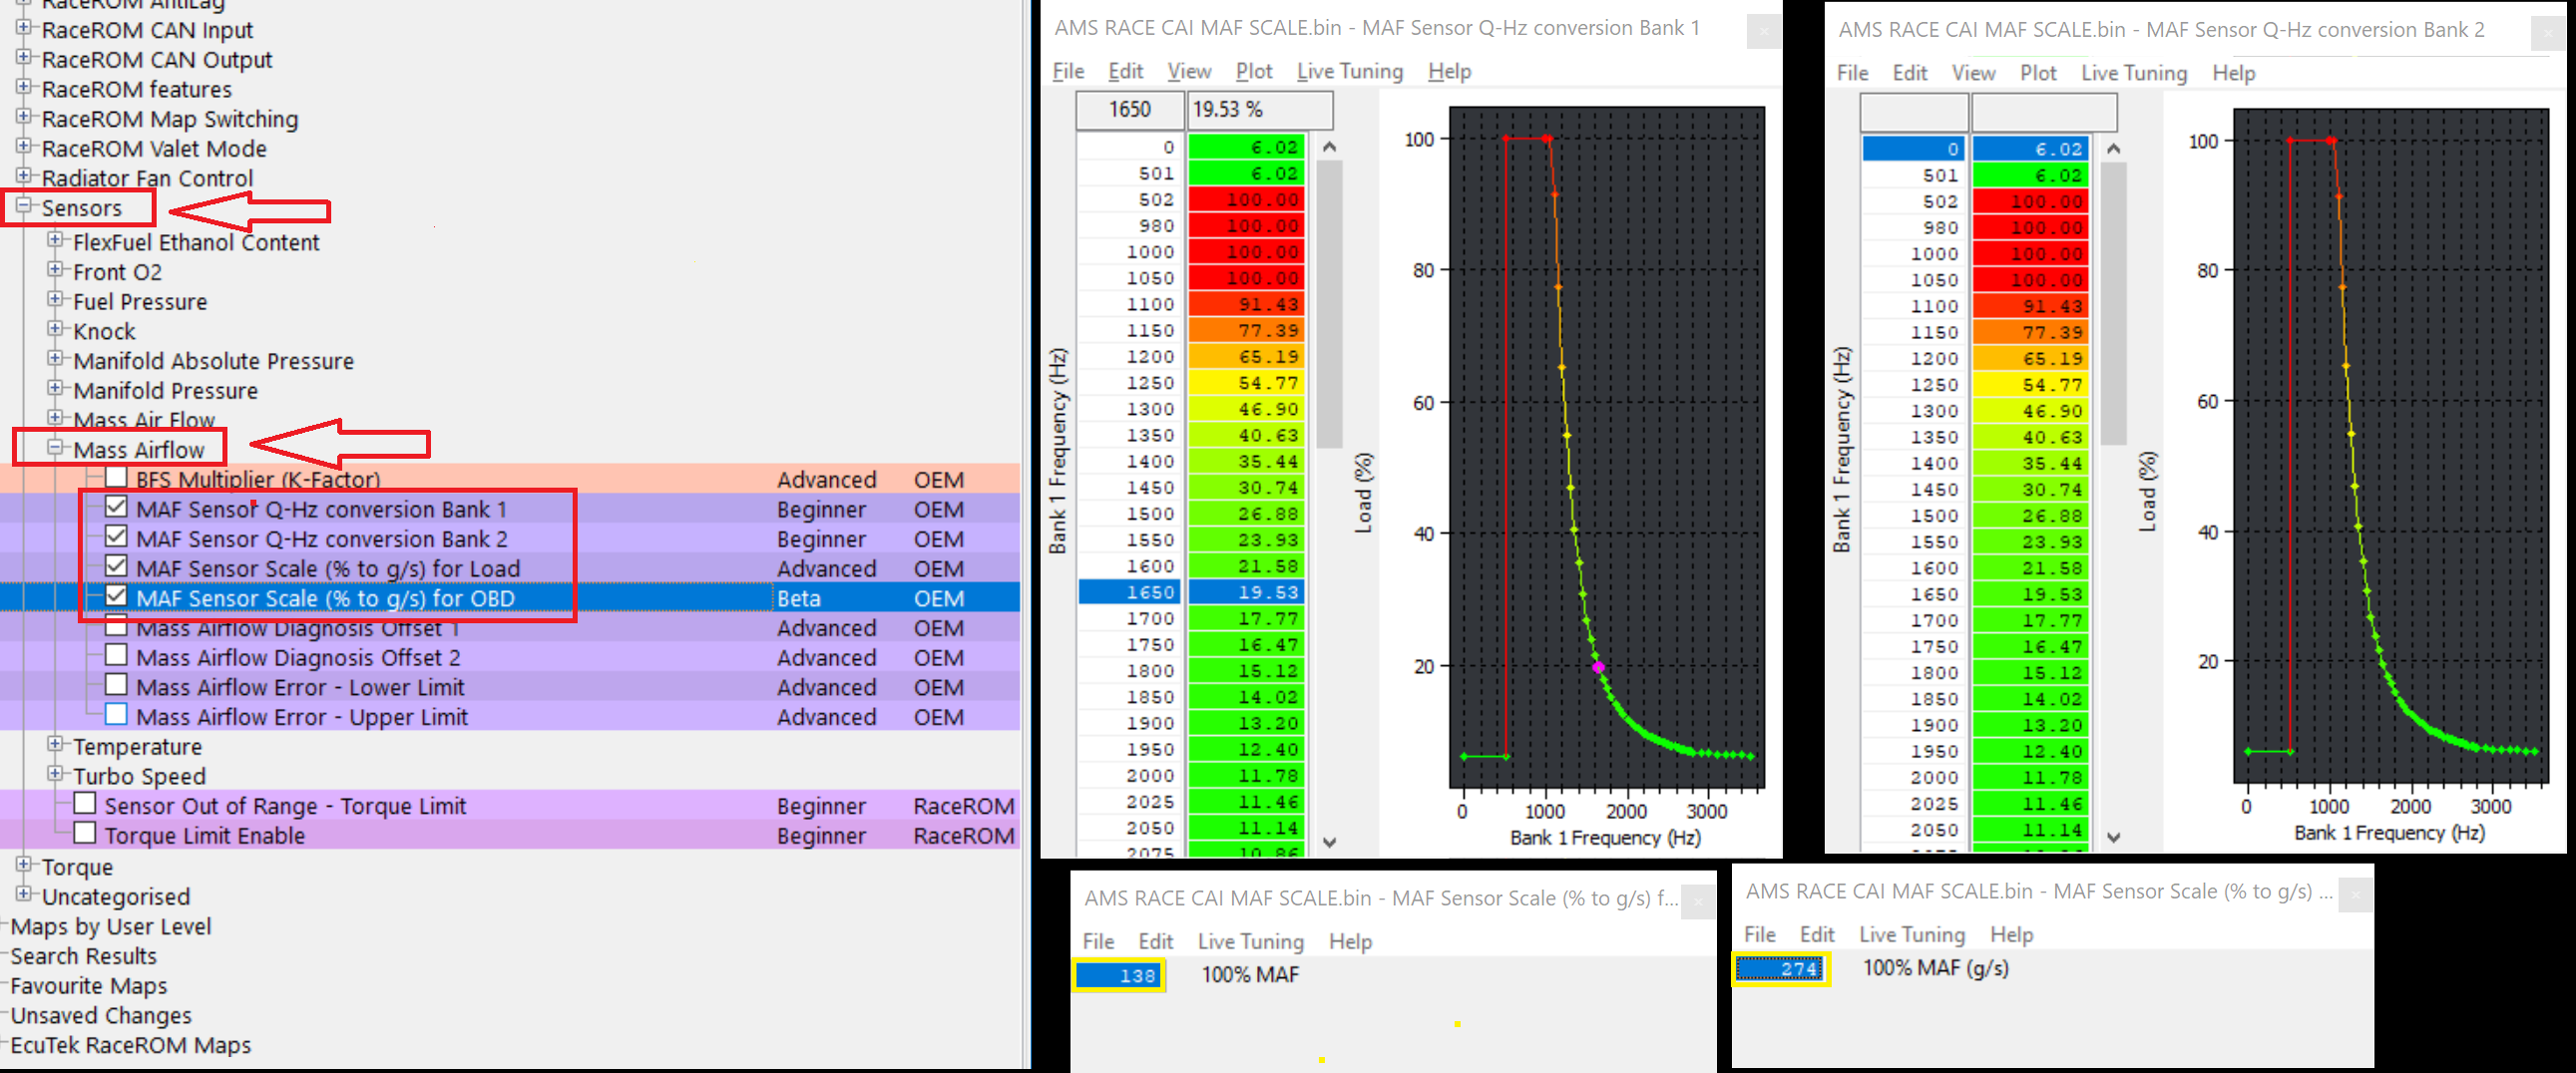 RaceROM AntiLag
RaceROM CAN Input
RaceROM CAN Output
RaceROM features
RaceROM Map Switching
RaceROM Valet Mode
Radiator Fan Control
Sensors
FlexFuel Ethanol Content
Front O2
Fuel Pressure
Knock
Manifold Absolute Pressure
Manifold Pressure
Mass Air Flow
Mass Airflow
BFS Multiplier (K-Factor) Advanced OEM
MAF Sensor Q-Hz conversion Bank 1 Beginner OEM
MAF Sensor Q-Hz conversion Bank 2 Beginner OEM
MAF Sensor Scale (% to g/s) for Load Advanced OEM
MAF Sensor Scale (% to g/s) for OBD Beta OEM
Mass Airflow Diagnosis Offset 1 Advanced OEM
Mass Airflow Diagnosis Offset 2 Advanced OEM
Mass Airflow Error - Lower Limit Advanced OEM
Mass Airflow Error - Upper Limit Advanced OEM
Temperature
Turbo Speed
Sensor Out of Range - Torque Limit Beginner RaceROM
Torque Limit Enable Beginner RaceROM
Torque
Uncategorised
Maps by User Level
Search Results
Favourite Maps
Unsaved Changes
EcuTek RaceROM Maps
AMS RACE CAI MAF SCALE.bin - MAF Sensor Q-Hz conversion Bank 1
File Edit View Plot Live Tuning Help
1650 19.53 %
0 6.02
501 6.02
502 100.00
980 100.00
1000 100.00
1050 100.00
1100 91.43
1150 77.39
1200 65.19
1250 54.77
1300 46.90
1350 40.63
1400 35.44
1450 30.74
1500 26.88
1550 23.93
1600 21.58
1650 19.53
1700 17.77
1750 16.47
1800 15.12
1850 14.02
1900 13.20
1950 12.40
2000 11.78
2025 11.46
2050 11.14
2075 10.86
Bank 1 Frequency (Hz)
Load (%)
100
80
60
40
20
0 1000 2000 3000
Bank 1 Frequency (Hz)
AMS RACE CAI MAF SCALE.bin - MAF Sensor Q-Hz conversion Bank 2
File Edit View Plot Live Tuning Help
0 6.02
501 6.02
502 100.00
980 100.00
1000 100.00
1050 100.00
1100 91.43
1150 77.39
1200 65.19
1250 54.77
1300 46.90
1350 40.63
1400 35.44
1450 30.74
1500 26.88
1550 23.93
1600 21.58
1650 19.53
1700 17.77
1750 16.47
1800 15.12
1850 14.02
1900 13.20
1950 12.40
2000 11.78
2025 11.46
2050 11.14
Bank 1 Frequency (Hz)
Load (%)
100
80
60
40
20
0 1000 2000 3000
Bank 1 Frequency (Hz)
AMS RACE CAI MAF SCALE.bin - MAF Sensor Scale (% to g/s) f...
File Edit Live Tuning Help
138 100% MAF
AMS RACE CAI MAF SCALE.bin - MAF Sensor Scale (% to g/s) ...
File Edit Live Tuning Help
274 100% MAF (g/s)